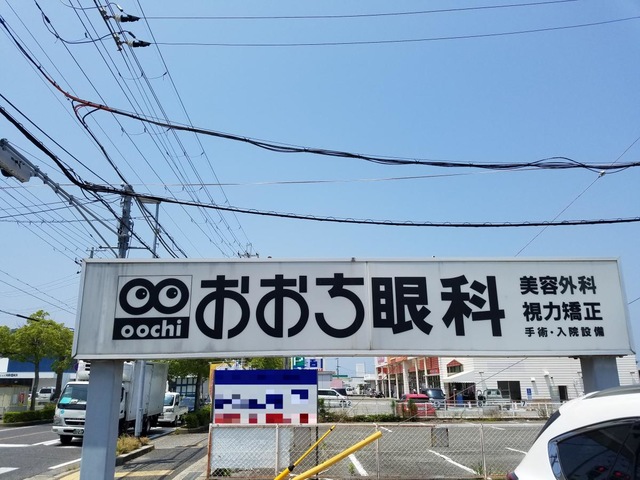 oochi
おおち眼科
美容外科
視力矯正
手術・入院設備